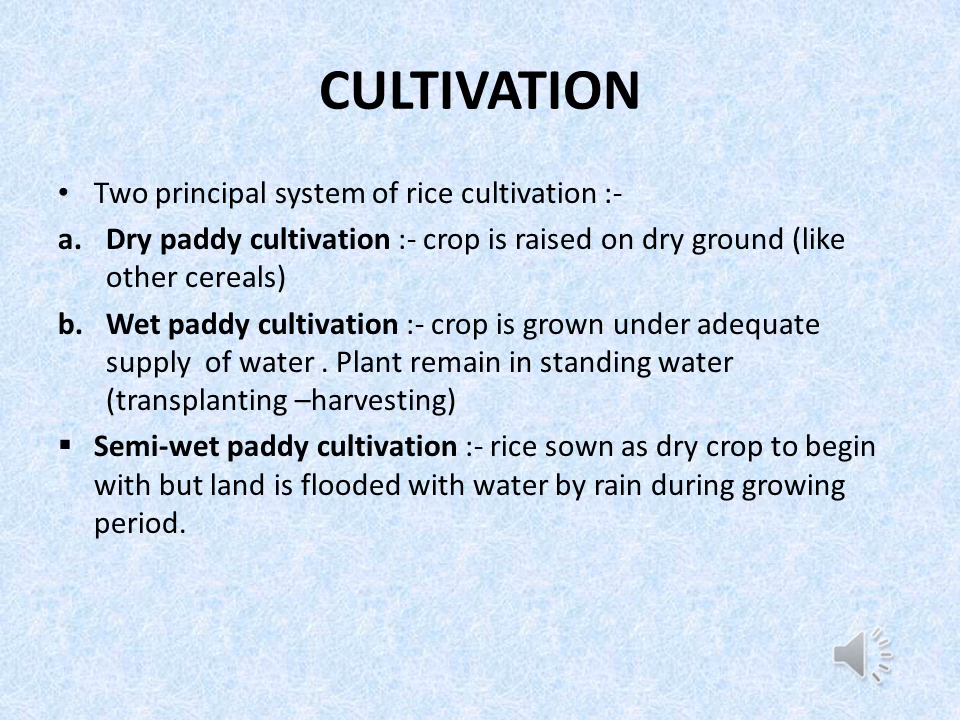 CULTIVATION
• Two principal system of rice cultivation :-
a. Dry paddy cultivation :- crop is raised on dry ground (like
other cereals)
b. Wet paddy cultivation :- crop is grown under adequate
supply  of water . Plant remain in standing water
(transplanting –harvesting)
▪ Semi-wet paddy cultivation :- rice sown as dry crop to begin
with but land is flooded with water by rain during growing
period.